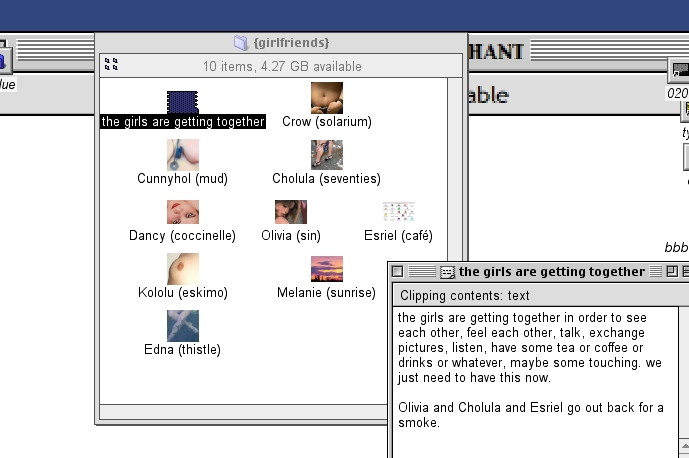 {girlfriends}
10 items, 4.27 GB available
HANT
able
lue
020
the girls are getting together
Crow (solarium)
Cunnyhol (mud)
Cholula (seventies)
Dancy (coccinelle)
Olivia (sin)
Esriel (café)
Kololu (eskimo)
Melanie (sunrise)
Edna (thistle)
bbb
the girls are getting together
Clipping contents: text
the girls are getting together in order to see
each other, feel each other, talk, exchange
pictures, listen, have some tea or coffee or
drinks or whatever, maybe some touching. we
just need to have this now.
Olivia and Cholula and Esriel go out back for a
smoke.